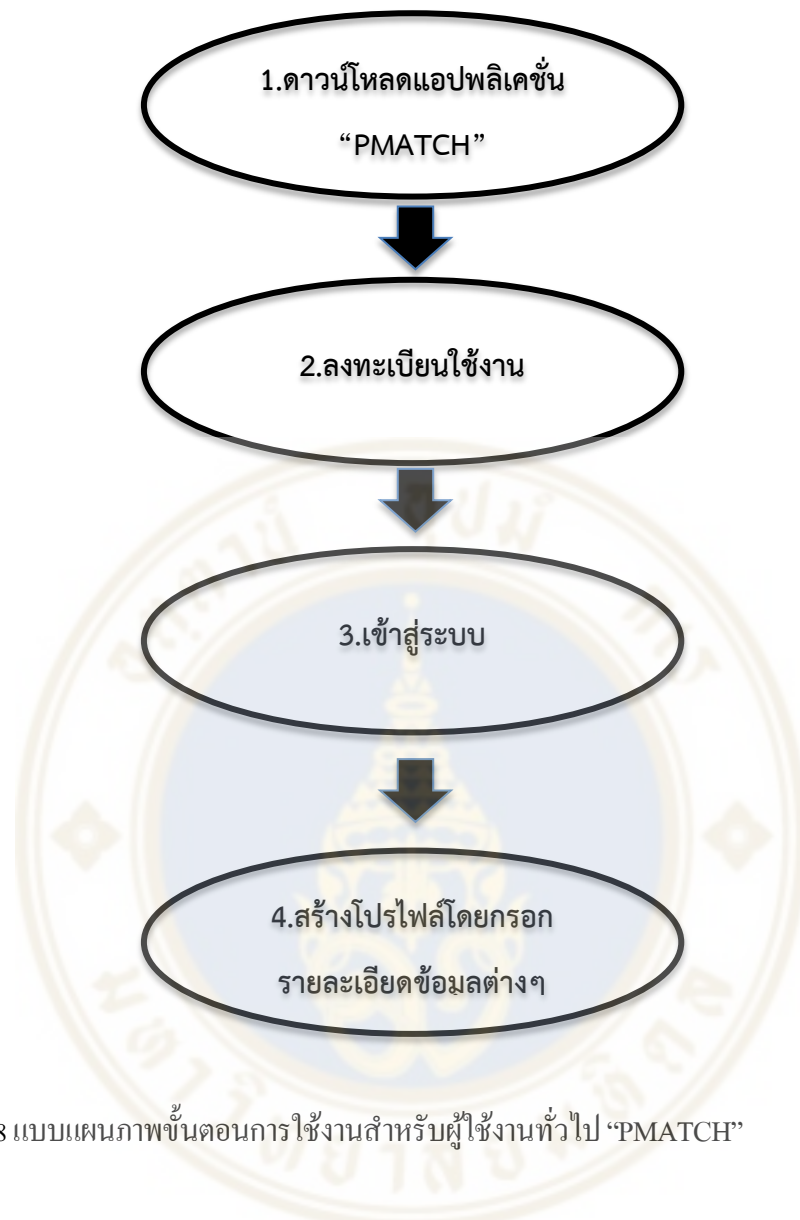 1.ดาวน์โหลดแอปพลิเคชั่น
“PMATCH”
2.ลงทะเบียนใช้งาน
3.เข้าสู่ระบบ
4.สร้างโปรไฟล์โดยกรอก
รายละเอียดข้อมูลต่างๆ
8 แบบแผนภาพขั้นตอนการใช้งานสำหรับผู้ใช้งานทั่วไป “PMATCH”